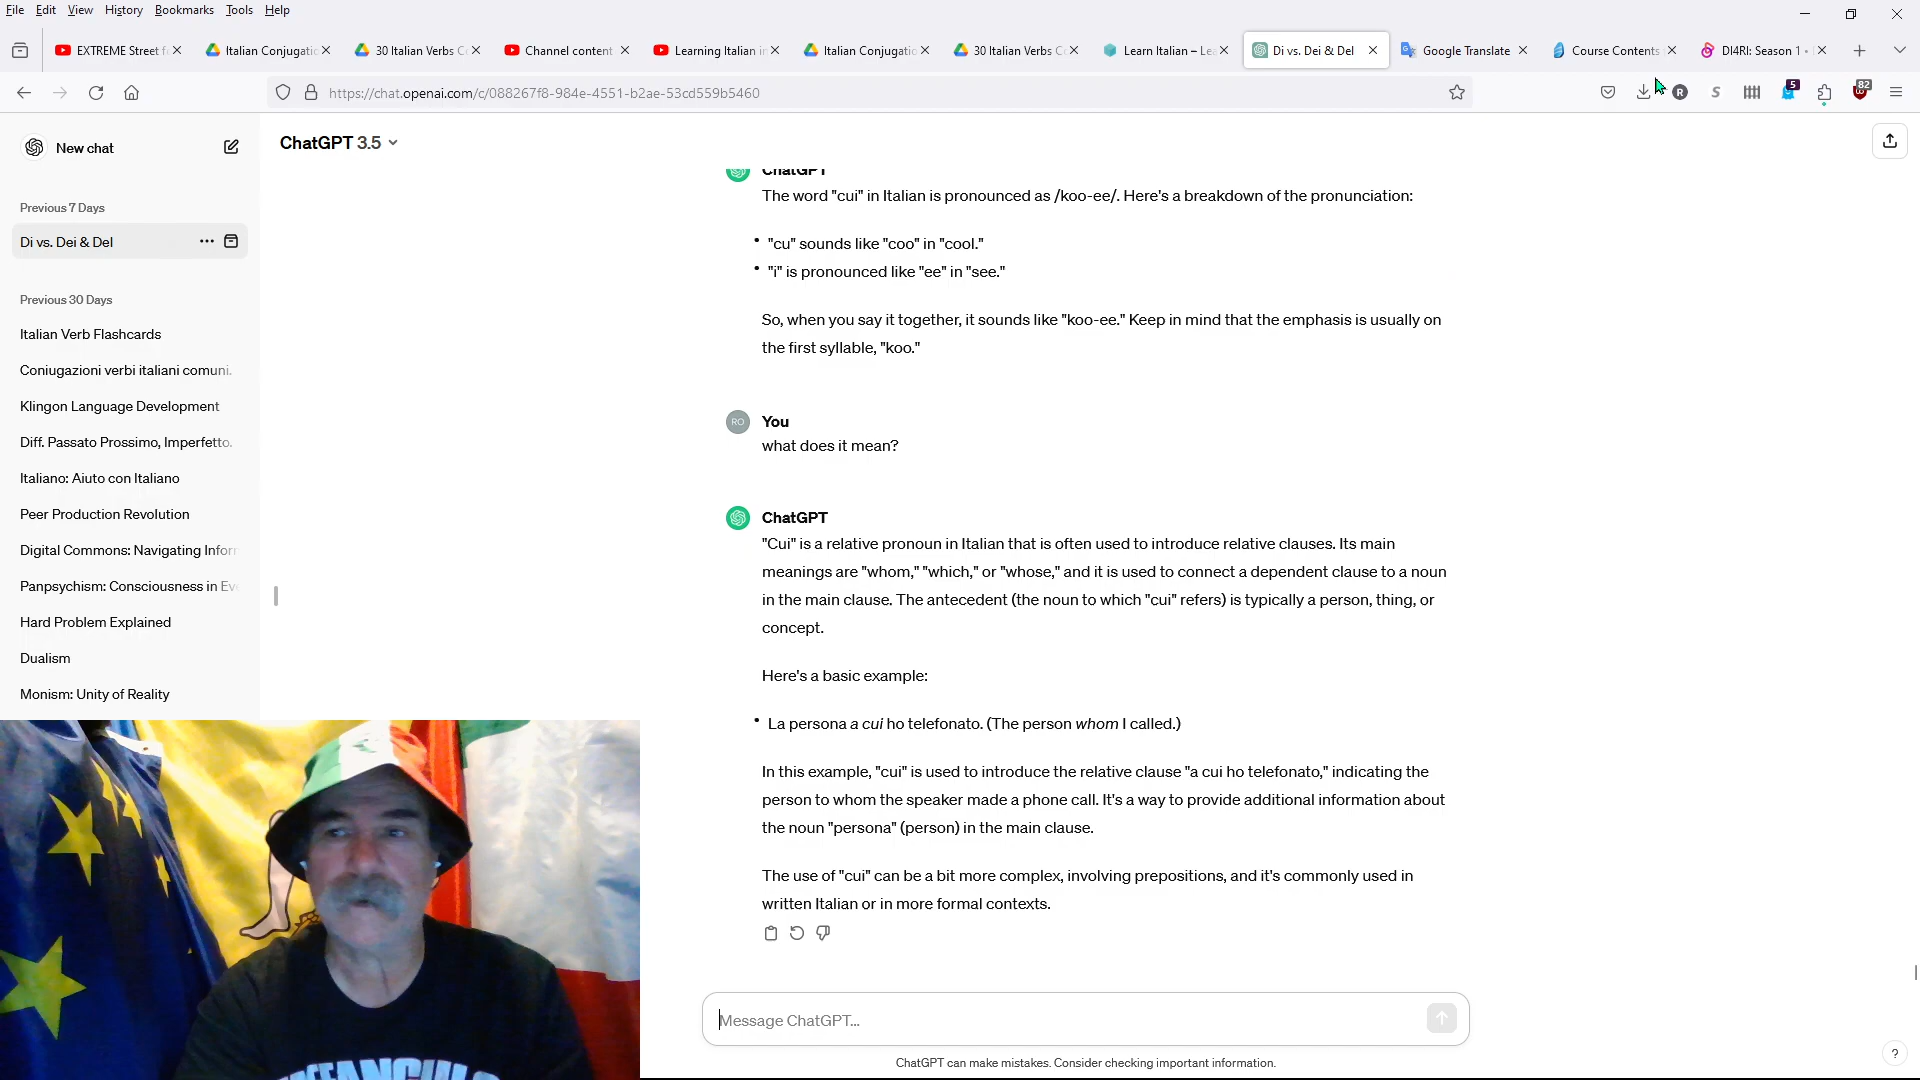 File Edit View History Bookmarks Tools Help
EXTREME Street f
Italian Conjugatio
30 Italian Verbs C
Channel content
Learning Italian in
Italian Conjugatio
30 Italian Verbs C
Learn Italian – Le
Di vs. Dei & Del
Google Translate
Course Contents
DI4RI: Season 1 •
https://chat.openai.com/c/088267f8-984e-4551-b2ae-53cd559b5460
R
S
5
82
New chat
Previous 7 Days
Di vs. Dei & Del
Previous 30 Days
Italian Verb Flashcards
Coniugazioni verbi italiani comuni.
Klingon Language Development
Diff. Passato Prossimo, Imperfetto.
Italiano: Aiuto con Italiano
Peer Production Revolution
Digital Commons: Navigating Infor
Panpsychism: Consciousness in Ev
Hard Problem Explained
Dualism
Monism: Unity of Reality
ChatGPT 3.5
ChatGPT
The word "cui" in Italian is pronounced as /koo-ee/. Here's a breakdown of the pronunciation:
• "cu" sounds like "coo" in "cool."
• "i" is pronounced like "ee" in "see."
So, when you say it together, it sounds like "koo-ee." Keep in mind that the emphasis is usually on
the first syllable, "koo."
RO
You
what does it mean?
ChatGPT
"Cui" is a relative pronoun in Italian that is often used to introduce relative clauses. Its main
meanings are "whom," "which," or "whose," and it is used to connect a dependent clause to a noun
in the main clause. The antecedent (the noun to which "cui" refers) is typically a person, thing, or
concept.
Here's a basic example:
• La persona a cui ho telefonato. (The person whom I called.)
In this example, "cui" is used to introduce the relative clause "a cui ho telefonato," indicating the
person to whom the speaker made a phone call. It's a way to provide additional information about
the noun "persona" (person) in the main clause.
The use of "cui" can be a bit more complex, involving prepositions, and it's commonly used in
written Italian or in more formal contexts.
Message ChatGPT...
ChatGPT can make mistakes. Consider checking important information.
?